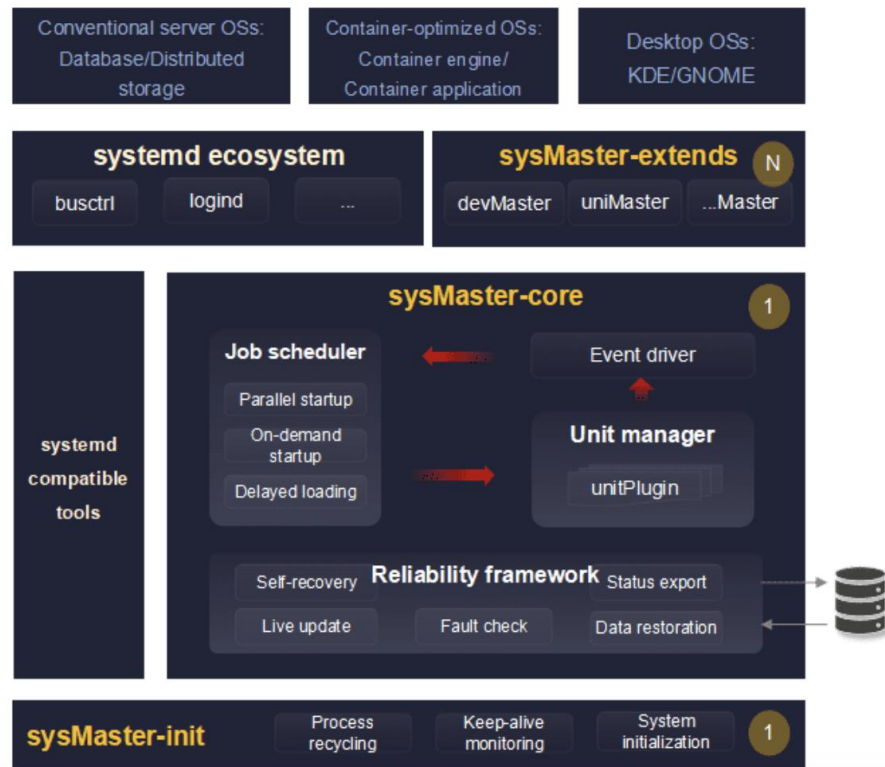 Conventional server OSs:
Database/Distributed
storage
Container-optimized OSs:
Container engine/
Container application
Desktop OSs:
KDE/GNOME
systemd ecosystem
busctrl
logind
...
sysMaster-extends
N
devMaster
uniMaster
...Master
systemd
compatible
tools
sysMaster-core
1
Job scheduler
Parallel startup
On-demand
startup
Delayed loading
Event driver
Unit manager
unitPlugin
Reliability framework
Self-recovery
Status export
Live update
Fault check
Data restoration
sysMaster-init
Process
recycling
Keep-alive
monitoring
System
initialization
1